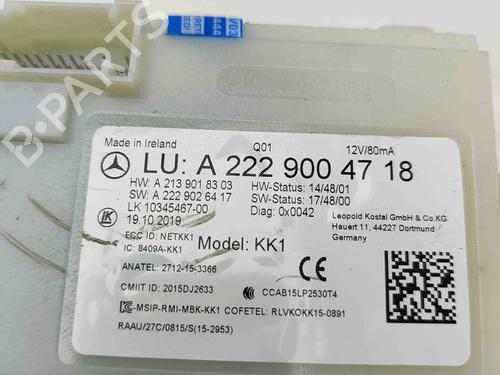 Made in Ireland Q01 12V/80mA
LU: A 222 900 47 18
HW: A 213 901 83 03 HW-Status: 14/48/01
SW: A 222 902 64 17 SW-Status: 17/48/00
LK 10345467-00 Diag: 0x0042
Leopold Kostal GmbH & Co.KG
Hauert 11, 44227 Dortmund
Germany
LK 19.10.2019
FCC ID: NETKK1
IC: 8409A-KK1
Model: KK1
ANATEL: 2712-15-3366
CE
CMIIT ID: 2015DJ2633
CCAB15LP2530T4
MSIP-RMI-MBK-KK1 COFETEL: RLVKOKK15-0891
RAAU/27C/0815/S(15-2953)
B-PARTS